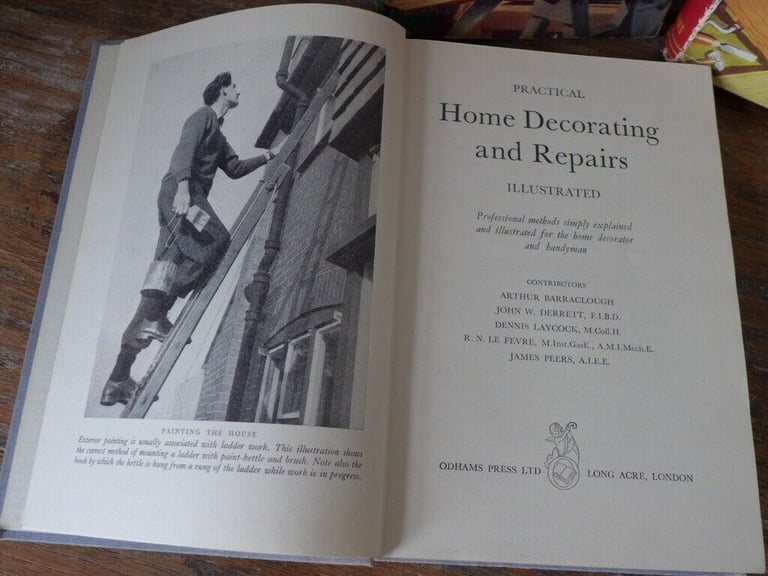 PAINTING THE HOUSE
Exterior painting is usually associated with ladder work. This illustration shows
the correct method of mounting a ladder with paint-kettle and brush. Note also the
hook by which the kettle is hung from a rung of the ladder while work is in progress.
PRACTICAL
Home Decorating
and Repairs
ILLUSTRATED
Professional methods simply explained
and illustrated for the home decorator
and handyman
CONTRIBUTORS
ARTHUR BARRACLOUGH
JOHN W. DERRETT, F.I.B.D.
DENNIS LAYCOCK, M.Coll.H.
R. N. LE FEVRE, M.Inst.GasE., A.M.I.Mech.E.
JAMES PEERS, A.I.E.E.
ODHAMS PRESS LTD LONG ACRE, LONDON